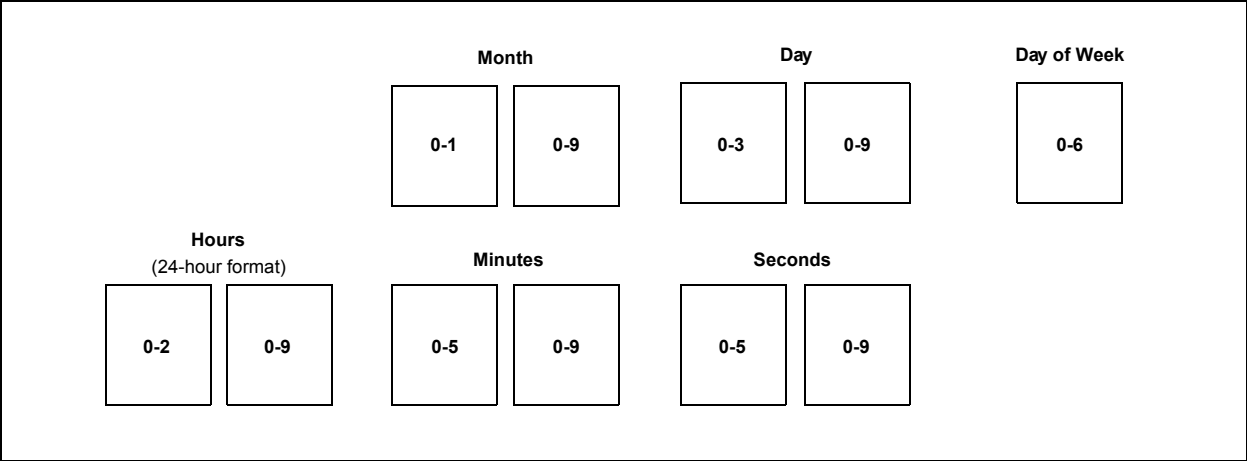 Month Day Day of Week
0-1 0-9 0-3 0-9 0-6
Hours
(24-hour format) Minutes Seconds
0-2 0-9 0-5 0-9 0-5 0-9